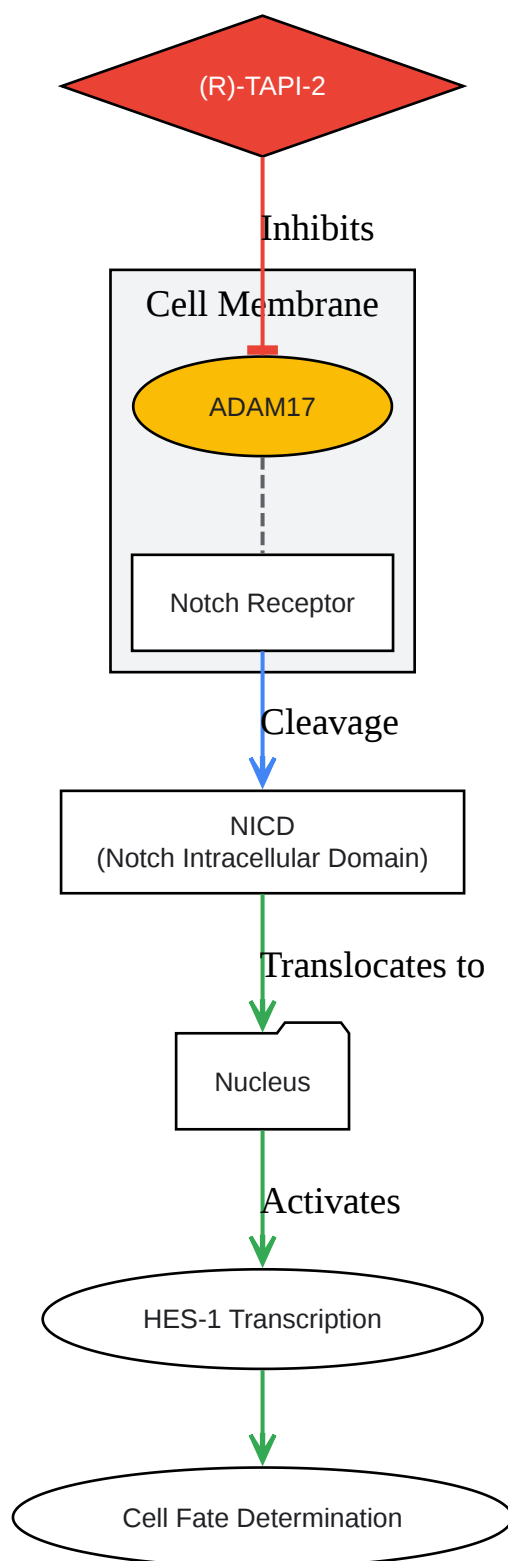 (R)-TAPI-2
Inhibits
Cell Membrane
ADAM17
Notch Receptor
Cleavage
NICD
(Notch Intracellular Domain)
Translocates to
Nucleus
Activates
HES-1 Transcription
Cell Fate Determination